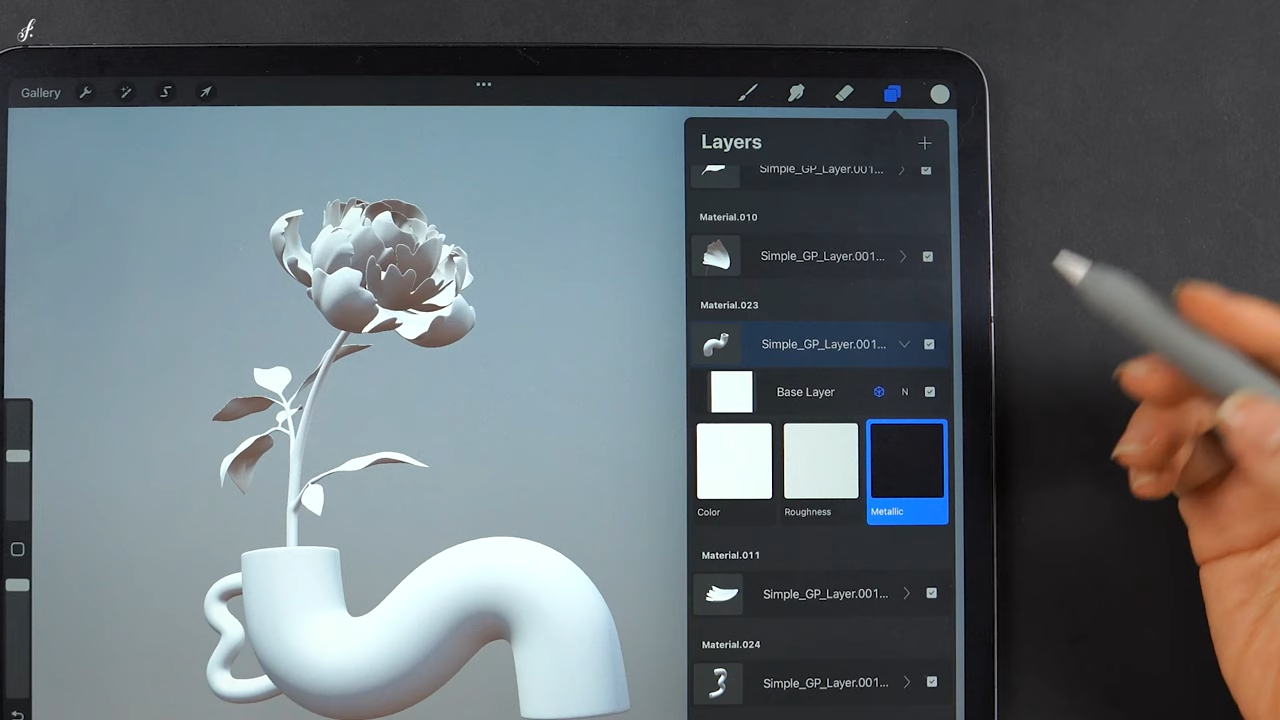 f.
Gallery
Layers
Simple_GP_Layer.001...
Material.010
Simple_GP_Layer.001...
Material.023
Simple_GP_Layer.001...
Base Layer N
Color Roughness Metallic
Material.011
Simple_GP_Layer.001...
Material.024
Simple_GP_Layer.001...